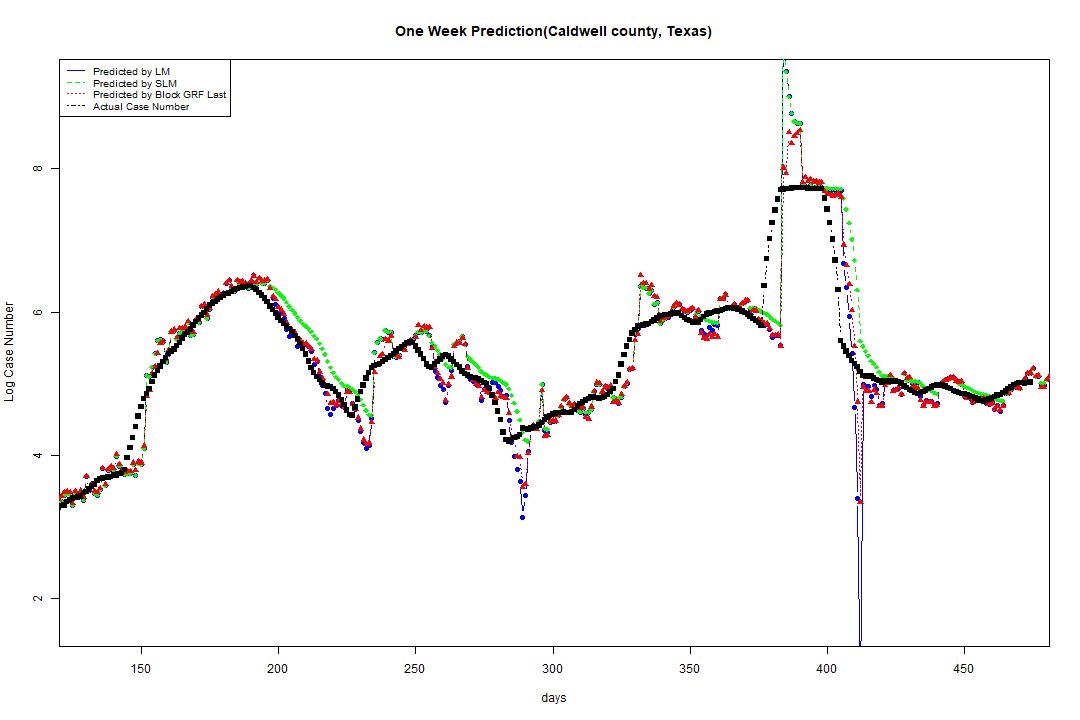 One Week Prediction(Caldwell county, Texas)
Predicted by LM
Predicted by SLM
Predicted by Block GRF Last
Actual Case Number
Log Case Number
8
6
4
2
150 200 250 300 350 400 450
days